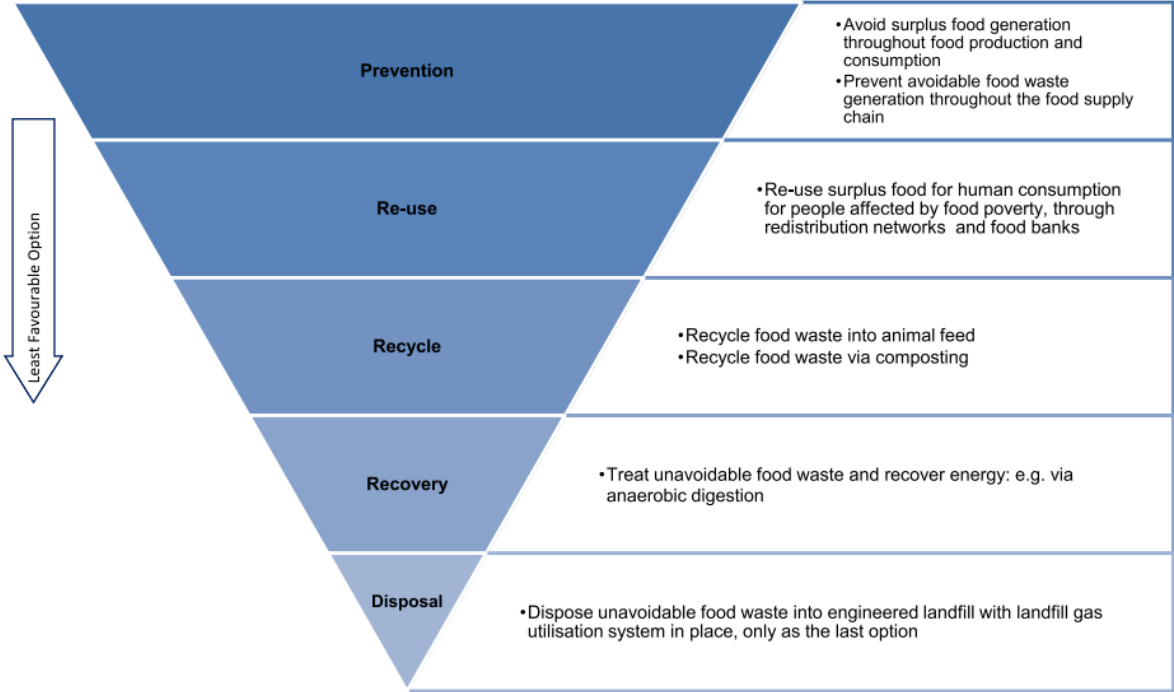 Prevention
•Avoid surplus food generation
throughout food production and
consumption
•Prevent avoidable food waste
generation throughout the food supply
chain
Least Favourable Option
Re-use
•Re-use surplus food for human consumption
for people affected by food poverty, through
redistribution networks and food banks
Recycle
•Recycle food waste into animal feed
•Recycle food waste via composting
Recovery
•Treat unavoidable food waste and recover energy: e.g. via
anaerobic digestion
Disposal
•Dispose unavoidable food waste into engineered landfill with landfill gas
utilisation system in place, only as the last option